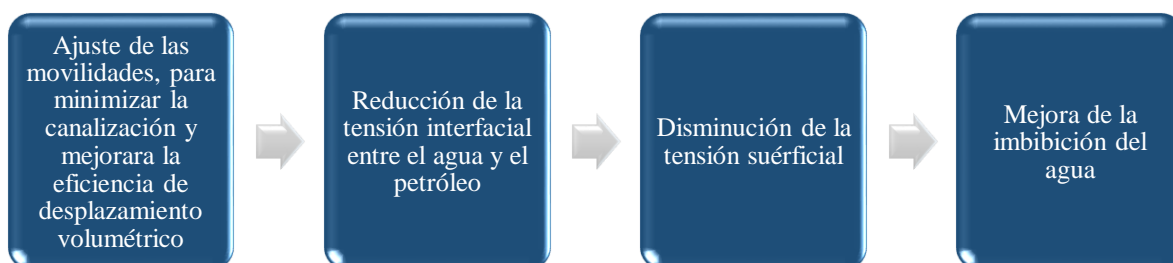 Ajuste de las
movilidades, para
minimizar la
canalización y
mejorara la
eficiencia de
desplazamiento
volumétrico
Reducción de la
tensión interfacial
entre el agua y el
petróleo
Disminución de la
tensión suérficial
Mejora de la
imbibición del
agua